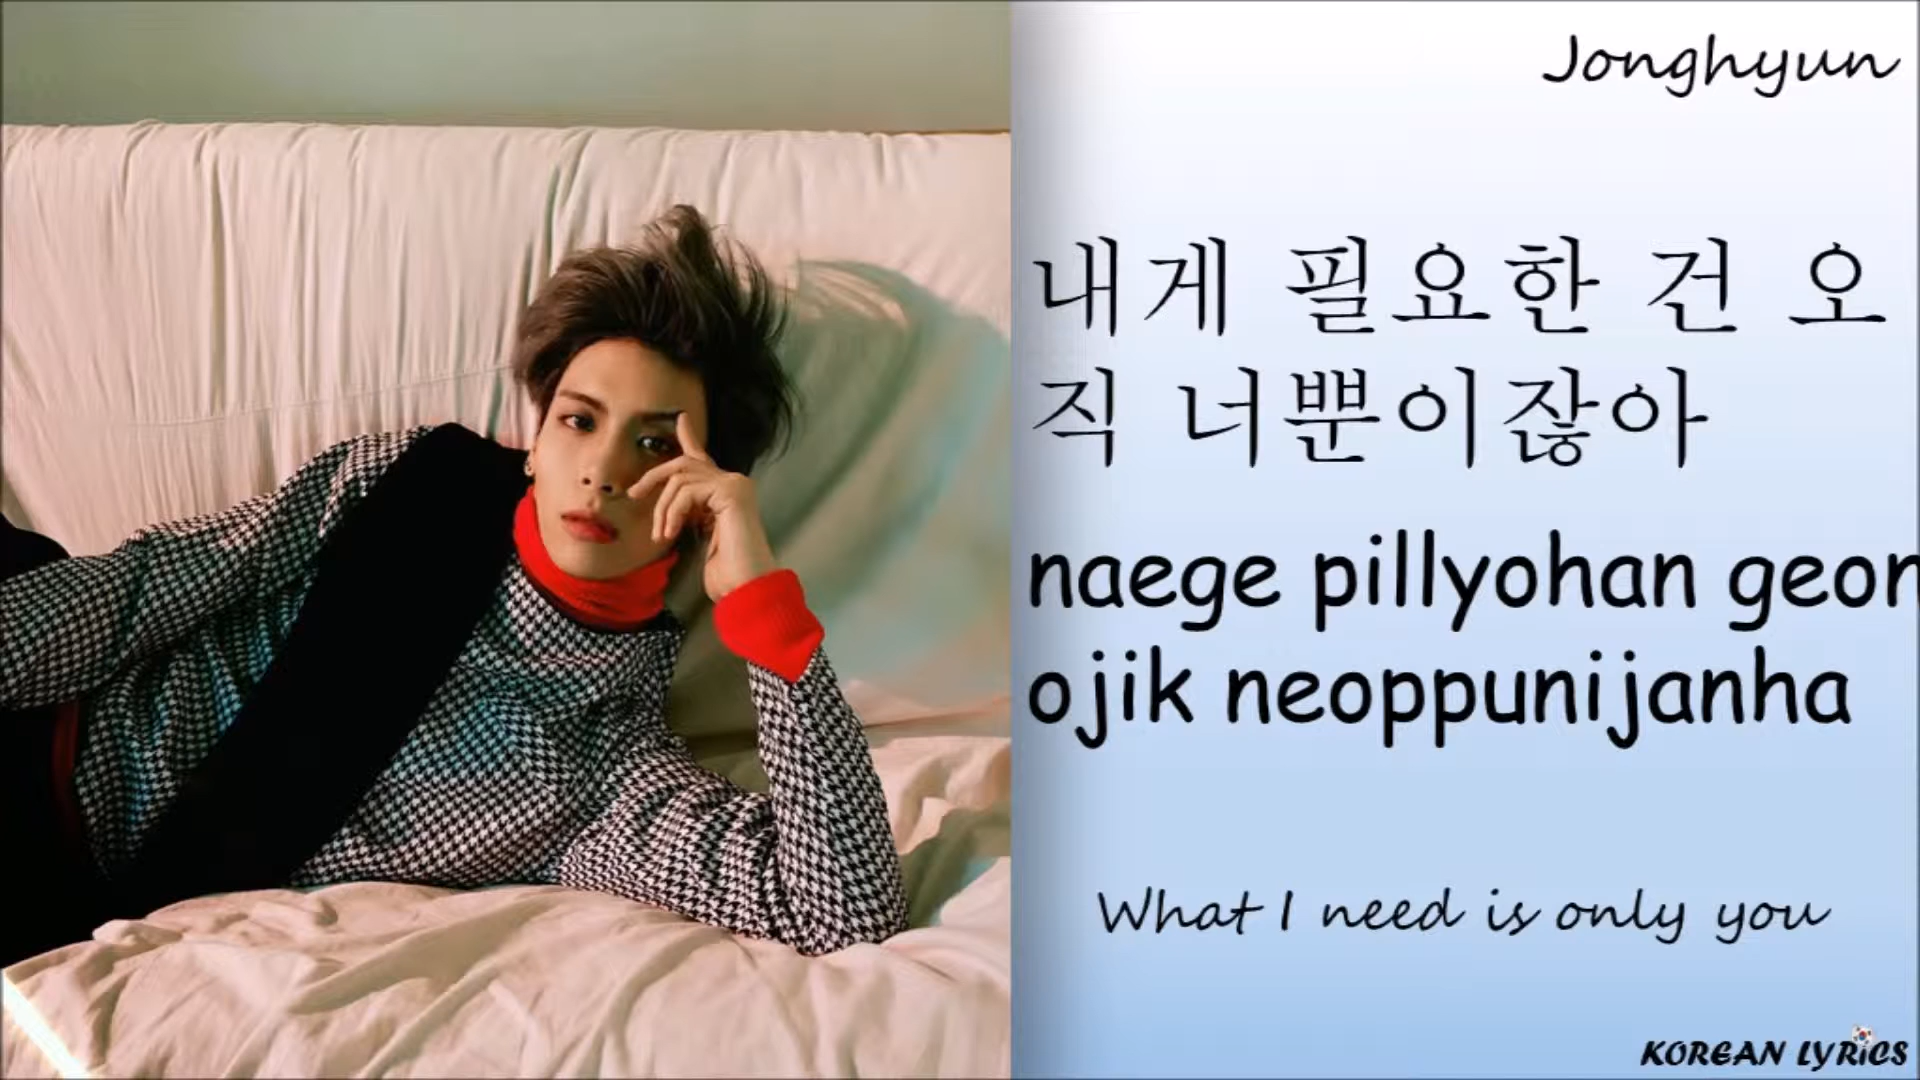 Jonghyun
내게 필요한 건 오
직 너뿐이잖아
naege pillyohan geon
ojik neoppunijanha
What I need is only you
KOREAN LYRiCS